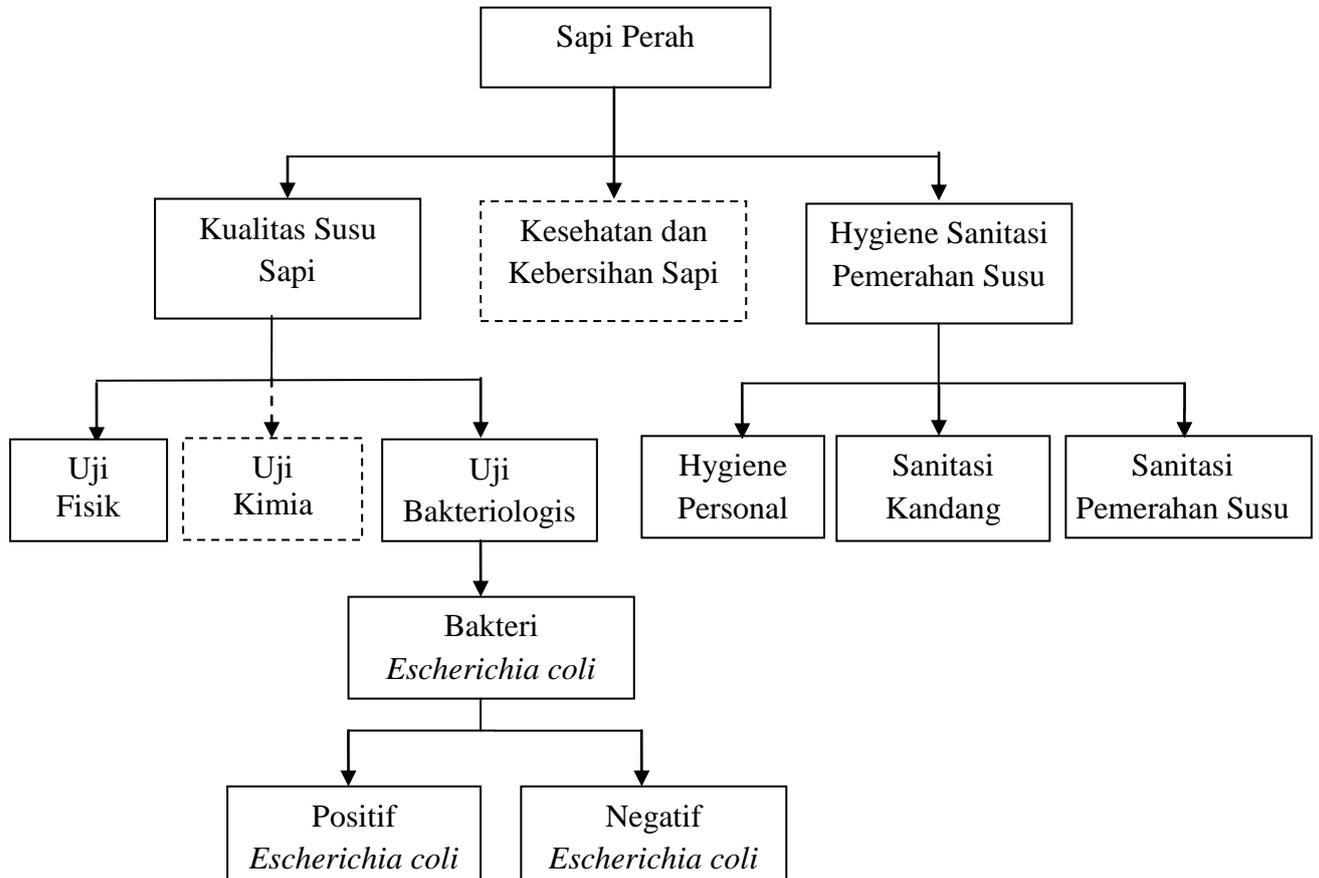 Sapi Perah
Kualitas Susu
Sapi
Kesehatan dan
Kebersihan Sapi
Hygiene Sanitasi
Pemerahan Susu
Uji
Fisik
Uji
Kimia
Uji
Bakteriologis
Hygiene
Personal
Sanitasi
Kandang
Sanitasi
Pemerahan Susu
Bakteri
Escherichia coli
Positif
Escherichia coli
Negatif
Escherichia coli